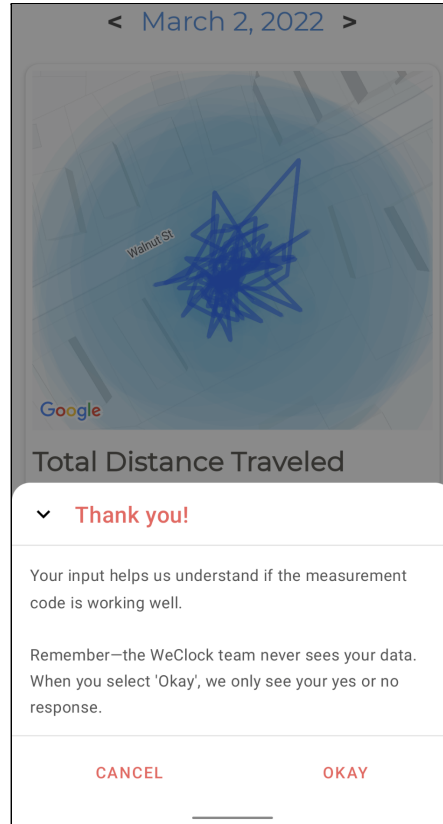 < March 2, 2022 >
Walnut St
Google
Total Distance Traveled
Thank you!
Your input helps us understand if the measurement
code is working well.
Remember—the WeClock team never sees your data.
When you select 'Okay', we only see your yes or no
response.
CANCEL OKAY